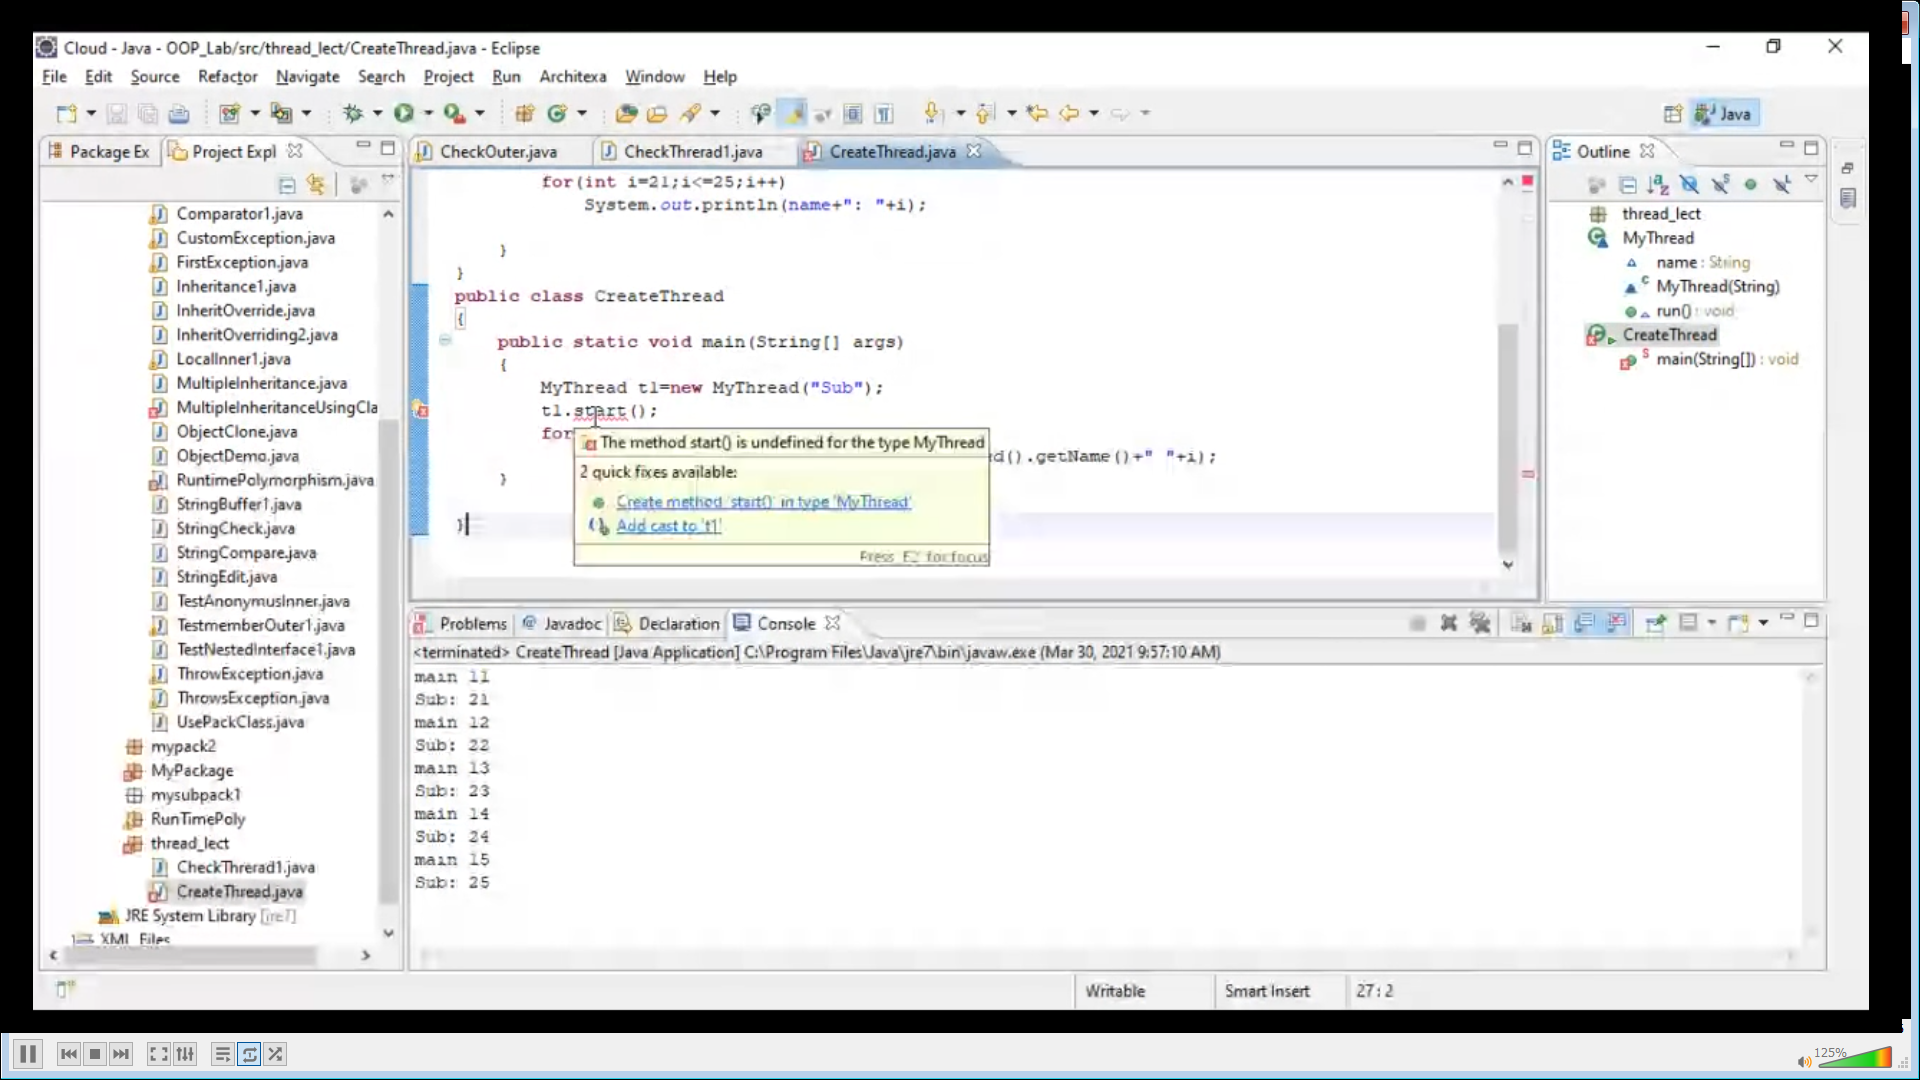 Cloud - Java - OOP_Lab/src/thread_lect/CreateThread.java - Eclipse
File Edit Source Refactor Navigate Search Project Run Architexa Window Help
Java
Package Ex Project Expl
CheckOuter.java CheckThrerad1.java CreateThread.java
Outline
Comparator1.java
CustomException.java
FirstException.java
Inheritance1.java
InheritOverride.java
InheritOverriding2.java
LocalInner1.java
MultipleInheritance.java
MultipleInheritanceUsingCla
ObjectClone.java
ObjectDemo.java
RuntimePolymorphism.java
StringBuffer1.java
StringCheck.java
StringCompare.java
StringEdit.java
TestAnonymusInner.java
TestmemberOuter1.java
TestNestedInterface1.java
ThrowException.java
ThrowsException.java
UsePackClass.java
mypack2
MyPackage
mysubpack1
RunTimePoly
thread_lect
CheckThrerad1.java
CreateThread.java
JRE System Library [jre7]
XML Files
for(int i=21;i<=25;i++)
System.out.println(name+": "+i);
}
}
public class CreateThread
{
public static void main(String[] args)
{
MyThread t1=new MyThread("Sub");
t1.start();
for
d().getName()+" "+i);
}
}
The method start() is undefined for the type MyThread
2 quick fixes available:
Create method 'start()' in type 'MyThread'
Add cast to 't1'
Press 'F2' for focus
thread_lect
MyThread
name : String
MyThread(String)
run() : void
CreateThread
main(String[]) : void
Problems Javadoc Declaration Console
<terminated> CreateThread [Java Application] C:\Program Files\Java\jre7\bin\javaw.exe (Mar 30, 2021 9:57:10 AM)
main 11
Sub: 21
main 12
Sub: 22
main 13
Sub: 23
main 14
Sub: 24
main 15
Sub: 25
Writable Smart Insert 27 : 2
125%